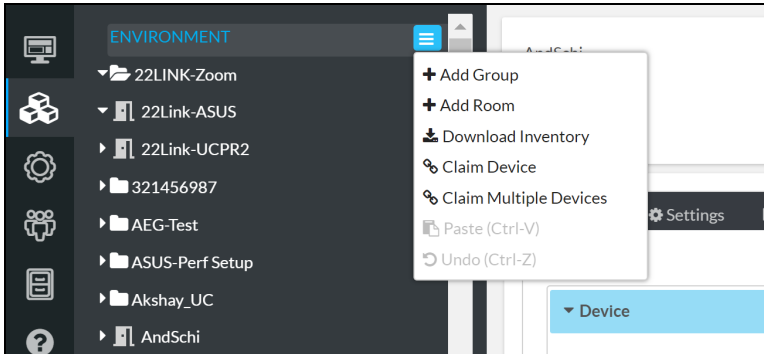 ENVIRONMENT
22LINK-Zoom
22Link-ASUS
22Link-UCPR2
321456987
AEG-Test
ASUS-Perf Setup
Akshay_UC
AndSchi
Add Group
Add Room
Download Inventory
Claim Device
Claim Multiple Devices
Paste (Ctrl-V)
Undo (Ctrl-Z)
AndSchi
Settings
Device